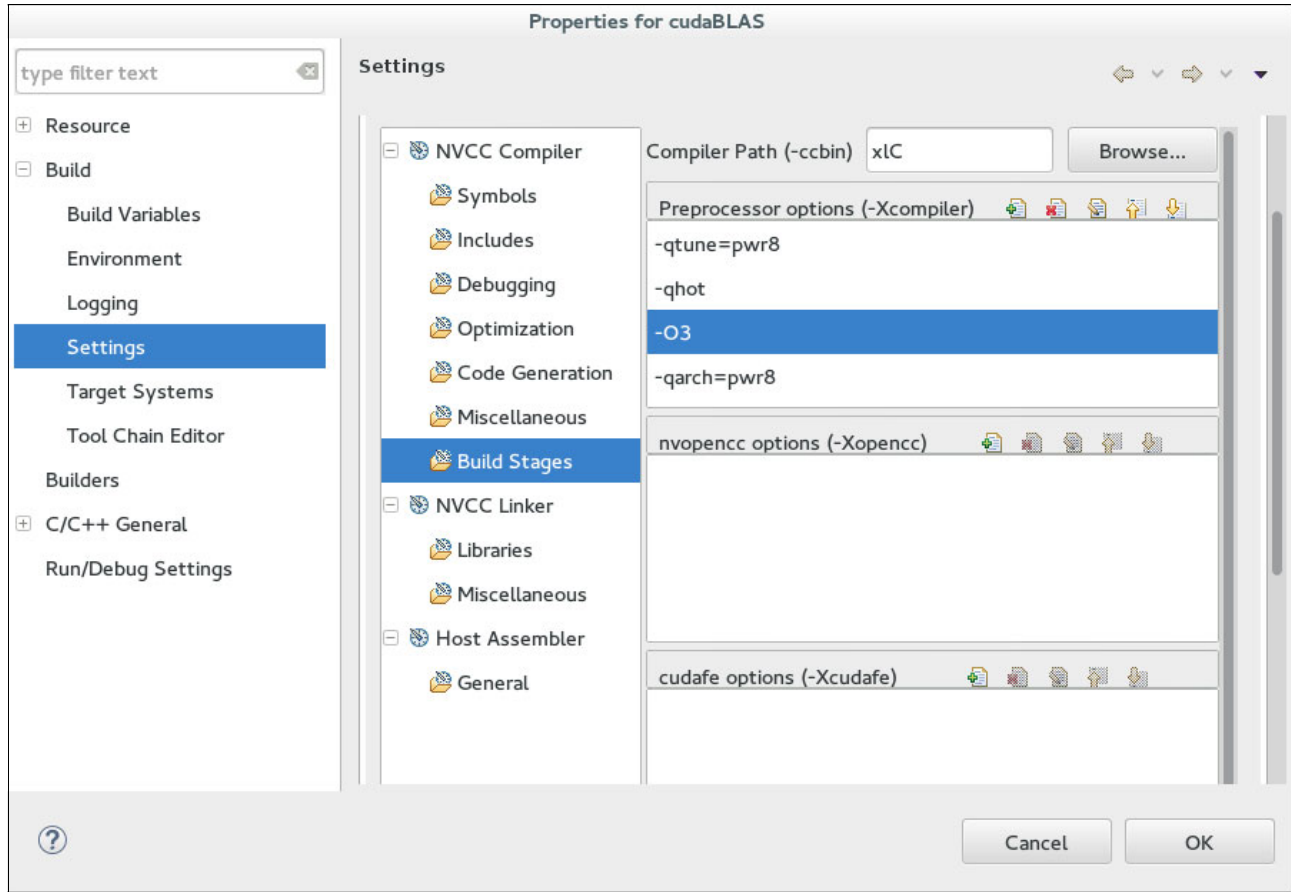 Properties for cudaBLAS
type filter text
Resource
Build
Build Variables
Environment
Logging
Settings
Target Systems
Tool Chain Editor
Builders
C/C++ General
Run/Debug Settings
Settings
NVCC Compiler
Symbols
Includes
Debugging
Optimization
Code Generation
Miscellaneous
Build Stages
NVCC Linker
Libraries
Miscellaneous
Host Assembler
General
Compiler Path (-ccbin) xlC Browse...
Preprocessor options (-Xcompiler)
-qtune=pwr8
-qhot
-O3
-qarch=pwr8
nvopencc options (-Xopencc)
cudafe options (-Xcudafe)
?
Cancel OK